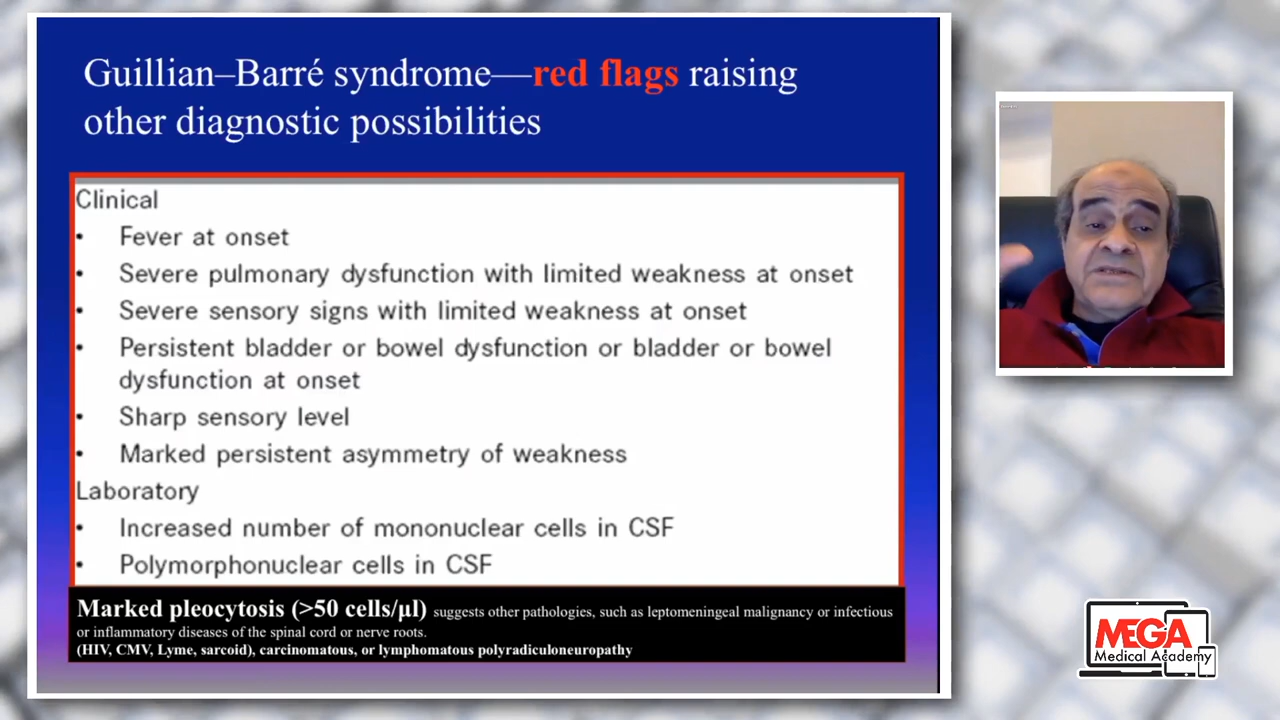 Guillian–Barré syndrome—red flags raising
other diagnostic possibilities
Clinical
• Fever at onset
• Severe pulmonary dysfunction with limited weakness at onset
• Severe sensory signs with limited weakness at onset
• Persistent bladder or bowel dysfunction or bladder or bowel
dysfunction at onset
• Sharp sensory level
• Marked persistent asymmetry of weakness
Laboratory
• Increased number of mononuclear cells in CSF
• Polymorphonuclear cells in CSF
Marked pleocytosis (>50 cells/µl) suggests other pathologies, such as leptomeningeal malignancy or infectious
or inflammatory diseases of the spinal cord or nerve roots.
(HIV, CMV, Lyme, sarcoid), carcinomatous, or lymphomatous polyradiculoneuropathy
MEGA
Medical Academy